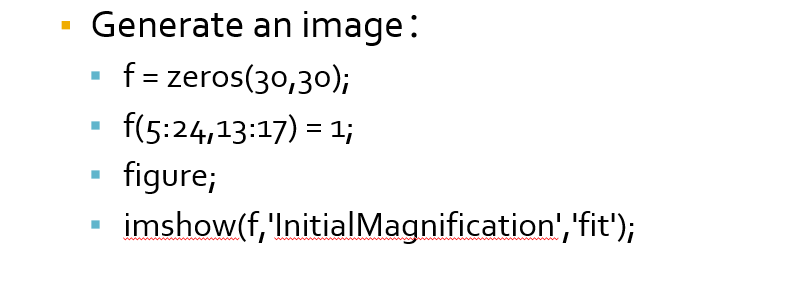 Generate an image:
f = zeros(30,30);
f(5:24,13:17) = 1;
figure;
imshow(f,'InitialMagnification','fit');